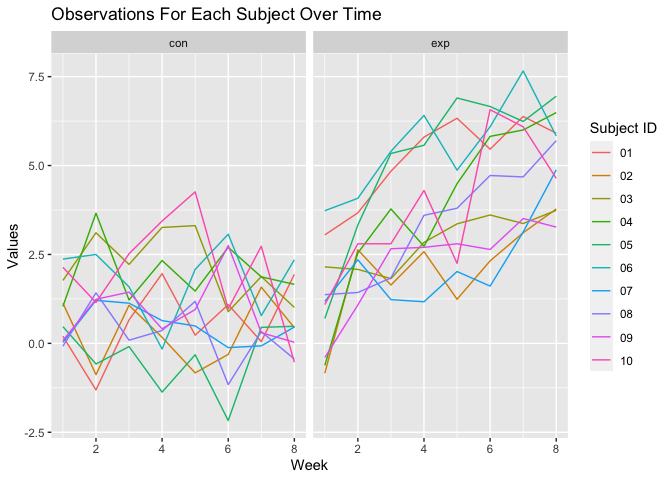 Observations For Each Subject Over Time
con
exp
7.5
5.0
2.5
0.0
-2.5
Values
2 4 6 8
2 4 6 8
Week
Subject ID
01
02
03
04
05
06
07
08
09
10